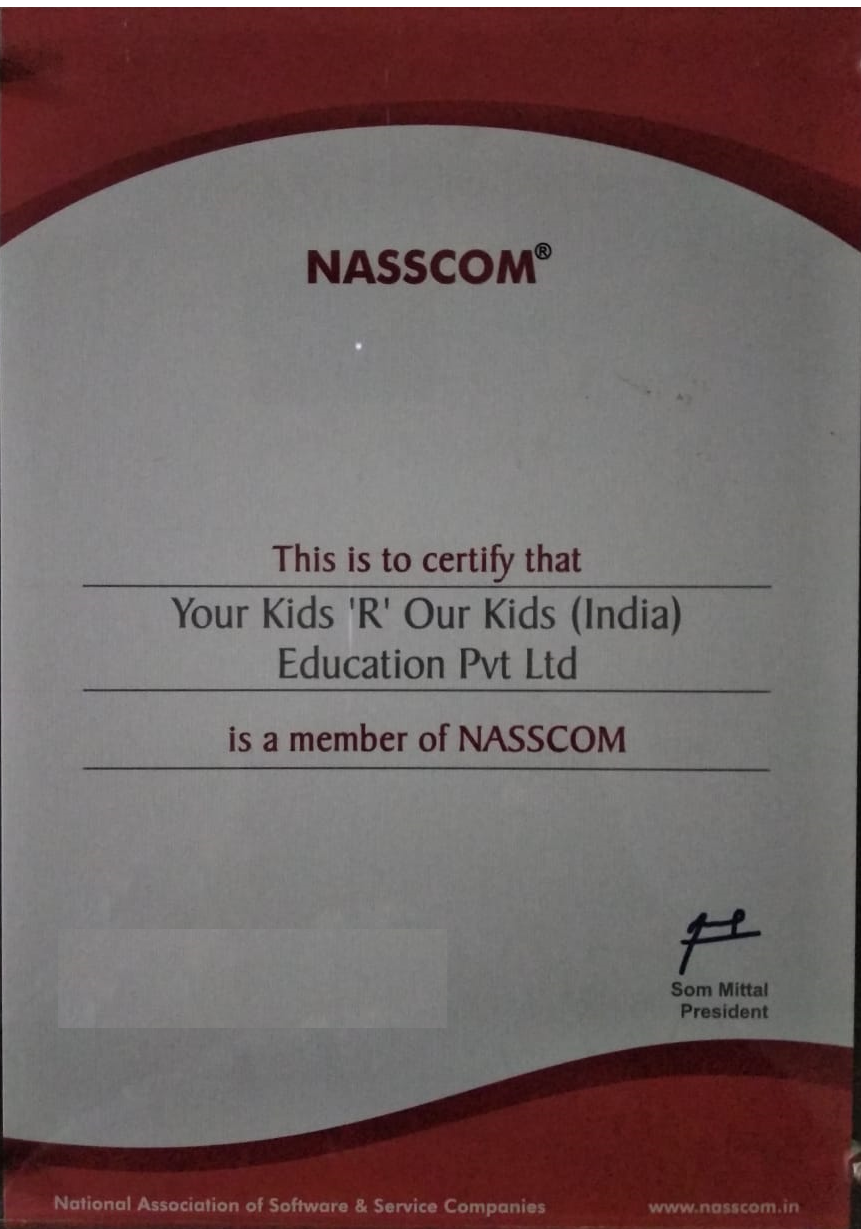 NASSCOM®
This is to certify that
Your Kids 'R' Our Kids (India)
Education Pvt Ltd
is a member of NASSCOM
Som Mittal
President
National Association of Software & Service Companies
www.nasscom.in